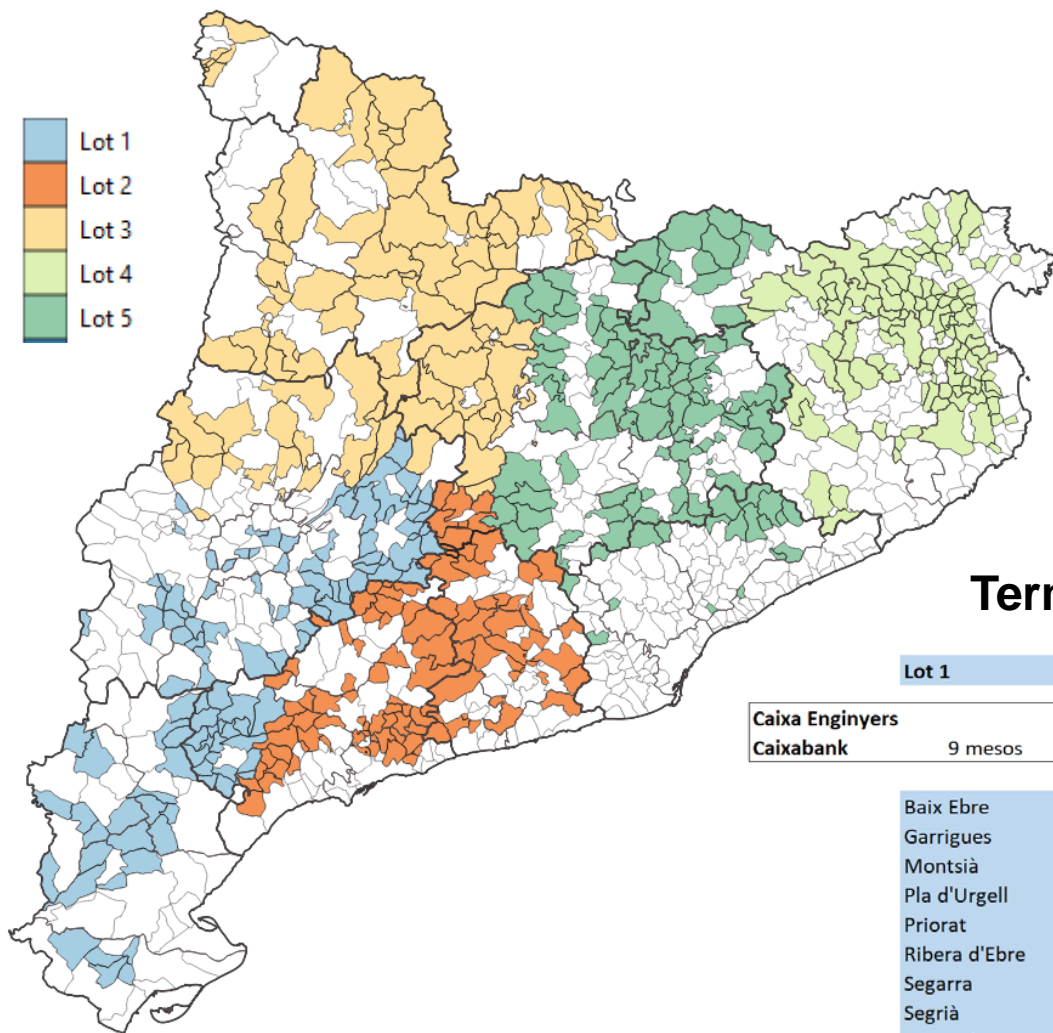 Lot 1
Lot 2
Lot 3
Lot 4
Lot 5
Lot 1
Caixa Enginyers
Caixabank 9 mesos
Baix Ebre
Garrigues
Montsià
Pla d'Urgell
Priorat
Ribera d'Ebre
Segarra
Segrià